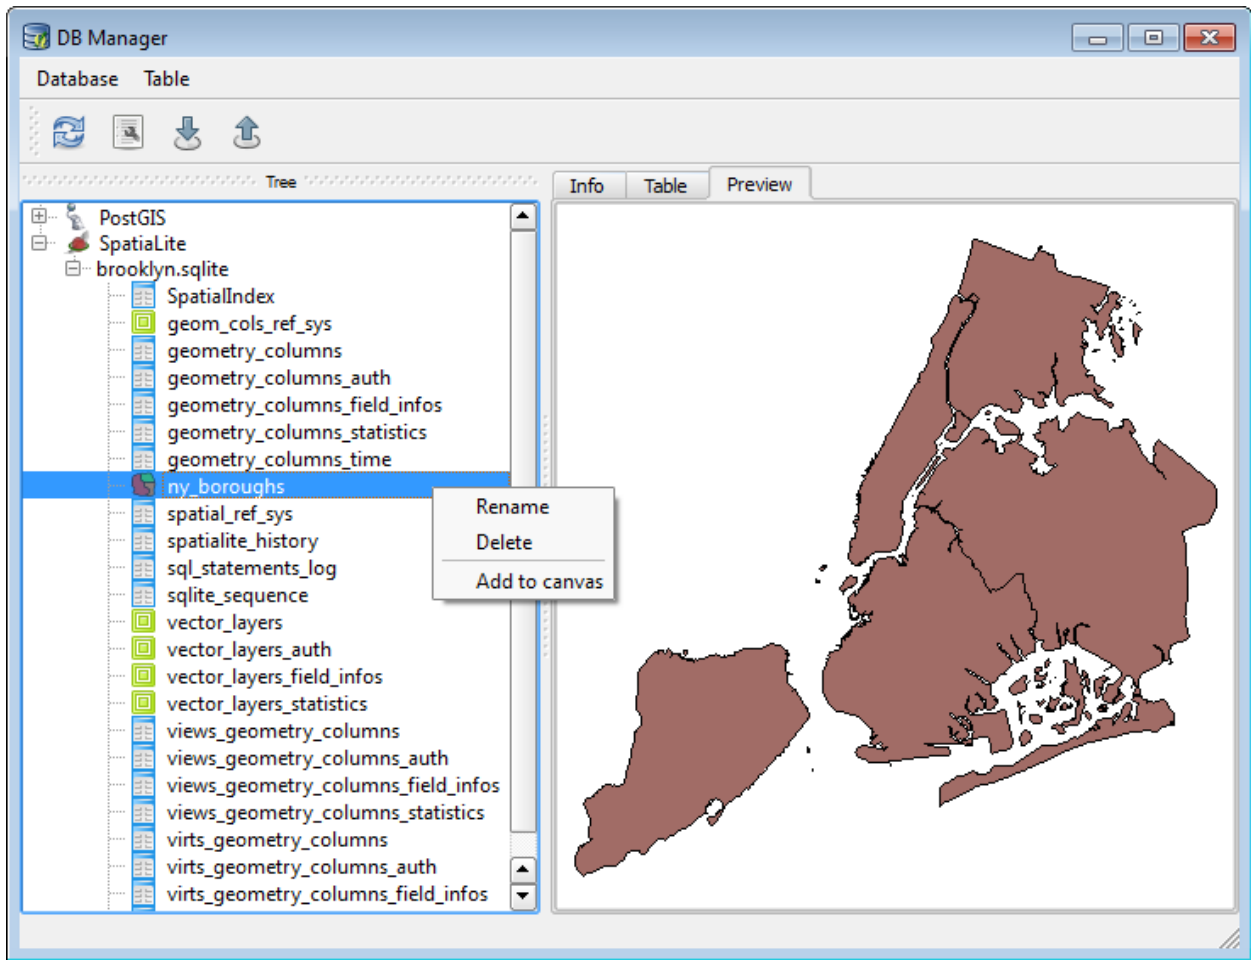 DB Manager
Database Table
Tree
Info Table Preview
PostGIS
SpatiaLite
brooklyn.sqlite
SpatialIndex
geom_cols_ref_sys
geometry_columns
geometry_columns_auth
geometry_columns_field_infos
geometry_columns_statistics
geometry_columns_time
ny_boroughs
spatial_ref_sys
spatialite_history
sql_statements_log
sqlite_sequence
vector_layers
vector_layers_auth
vector_layers_field_infos
vector_layers_statistics
views_geometry_columns
views_geometry_columns_auth
views_geometry_columns_field_infos
views_geometry_columns_statistics
virts_geometry_columns
virts_geometry_columns_auth
virts_geometry_columns_field_infos
Rename
Delete
Add to canvas